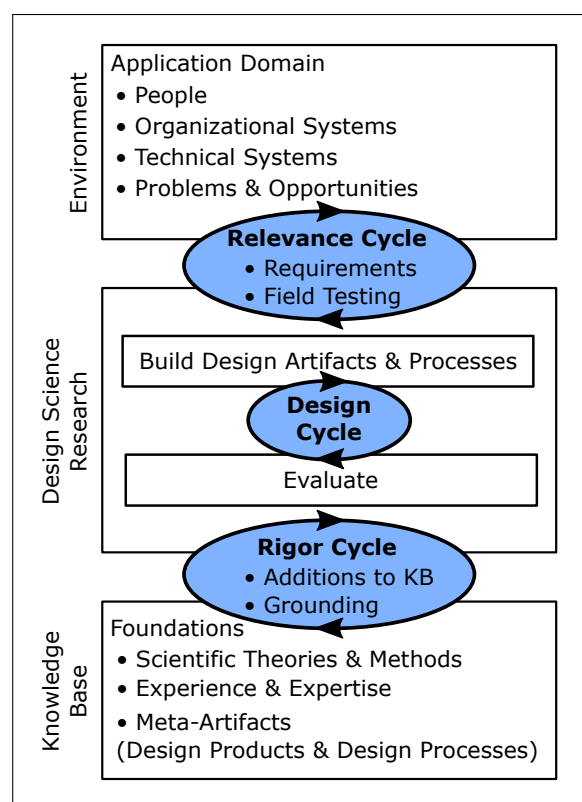 Environment
Application Domain
• People
• Organizational Systems
• Technical Systems
• Problems & Opportunities
Relevance Cycle
• Requirements
• Field Testing
Design Science
Research
Build Design Artifacts & Processes
Design
Cycle
Evaluate
Rigor Cycle
• Additions to KB
• Grounding
Knowledge
Base
Foundations
• Scientific Theories & Methods
• Experience & Expertise
• Meta-Artifacts
(Design Products & Design Processes)